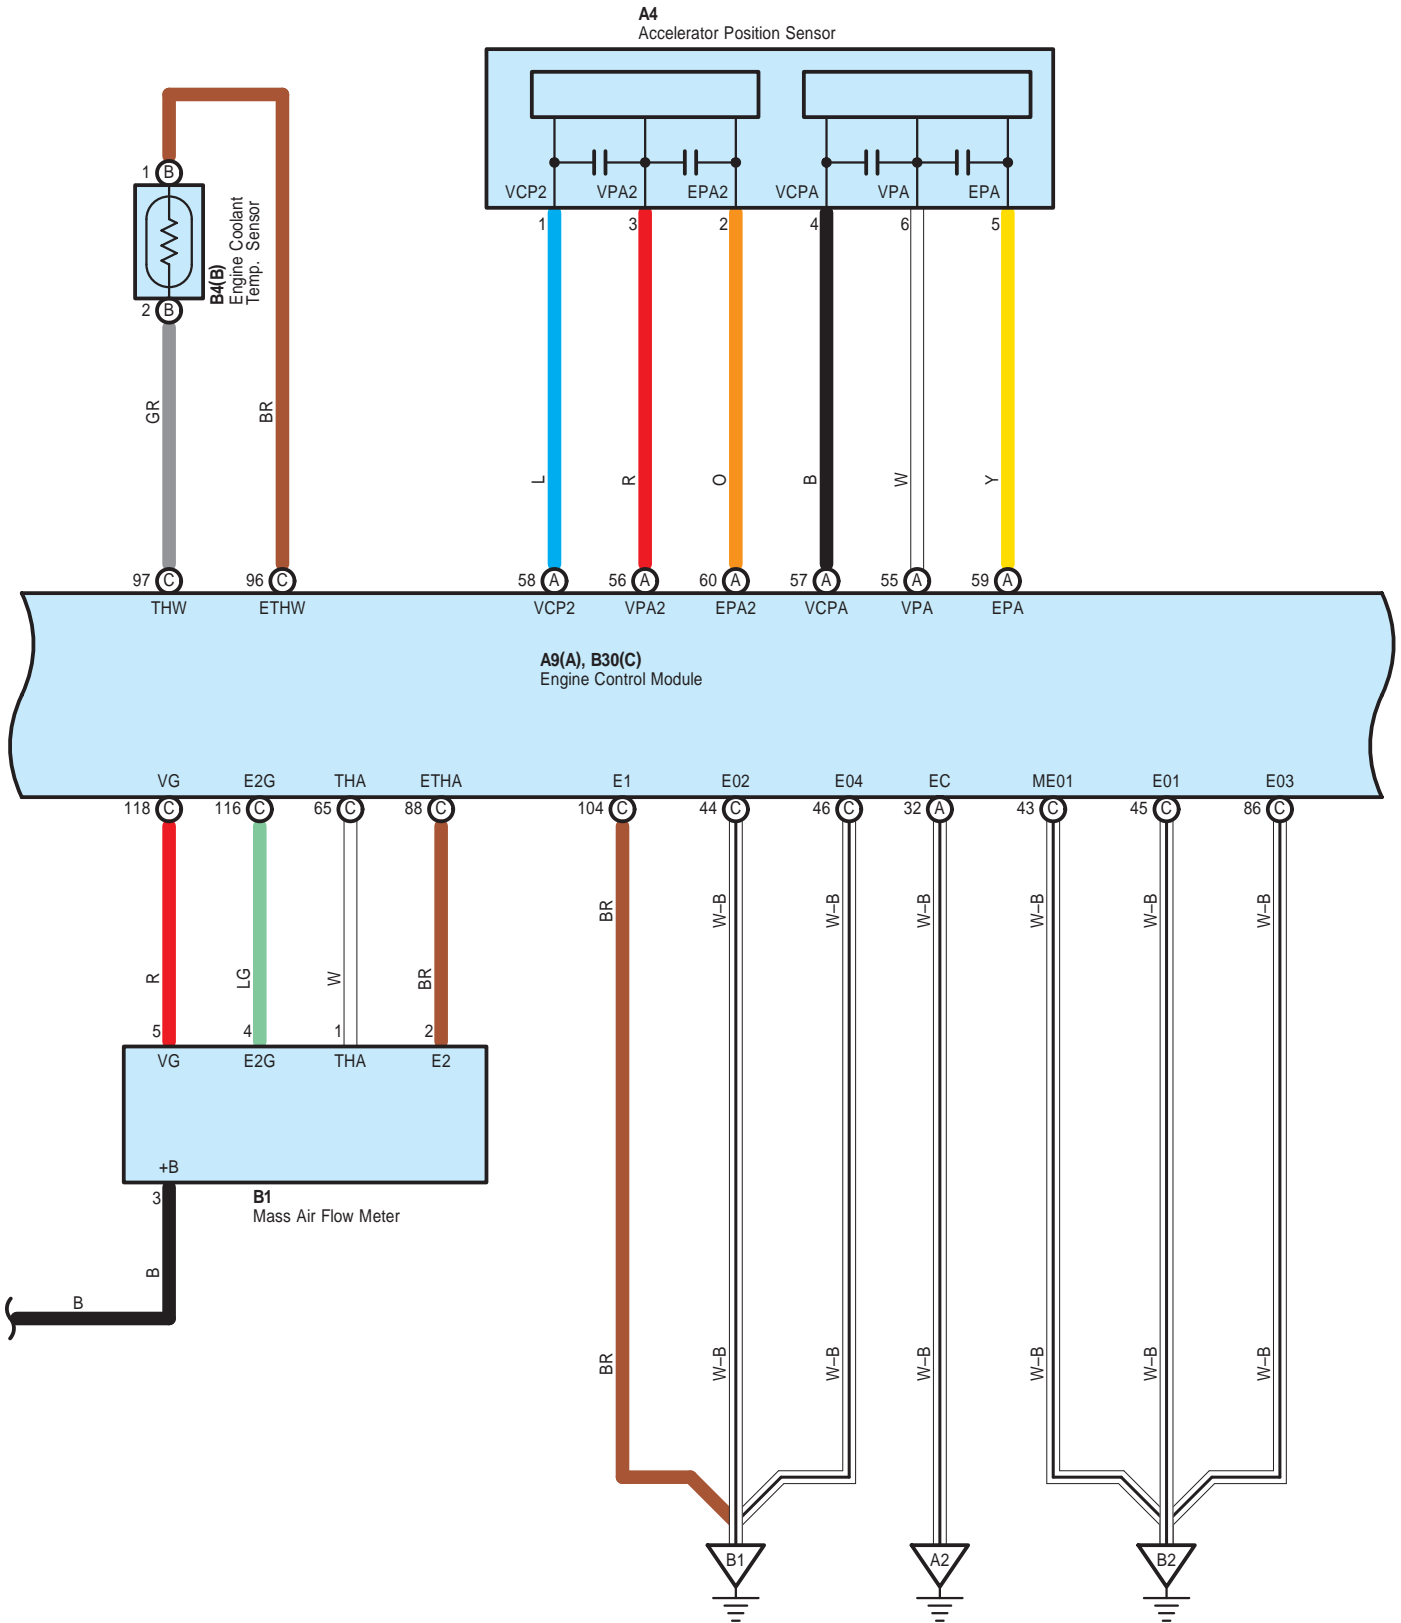 A4
Accelerator Position Sensor
1 B
B4(B)
Engine Coolant
Temp. Sensor
2 B
VCP2 VPA2 EPA2 VCPA VPA EPA
1 3 2 4 6 5
GR BR L R O B W Y
97 C 96 C 58 A 56 A 60 A 57 A 55 A 59 A
THW ETHW VCP2 VPA2 EPA2 VCPA VPA EPA
A9(A), B30(C)
Engine Control Module
VG E2G THA ETHA E1 E02 E04 EC ME01 E01 E03
118 C 116 C 65 C 88 C 104 C 44 C 46 C 32 A 43 C 45 C 86 C
BR W–B W–B W–B W–B W–B W–B
R LG W BR
5 4 1 2
VG E2G THA E2
+B
3
B1
Mass Air Flow Meter
B
B
BR W–B W–B W–B W–B W–B W–B
B1 A2 B2